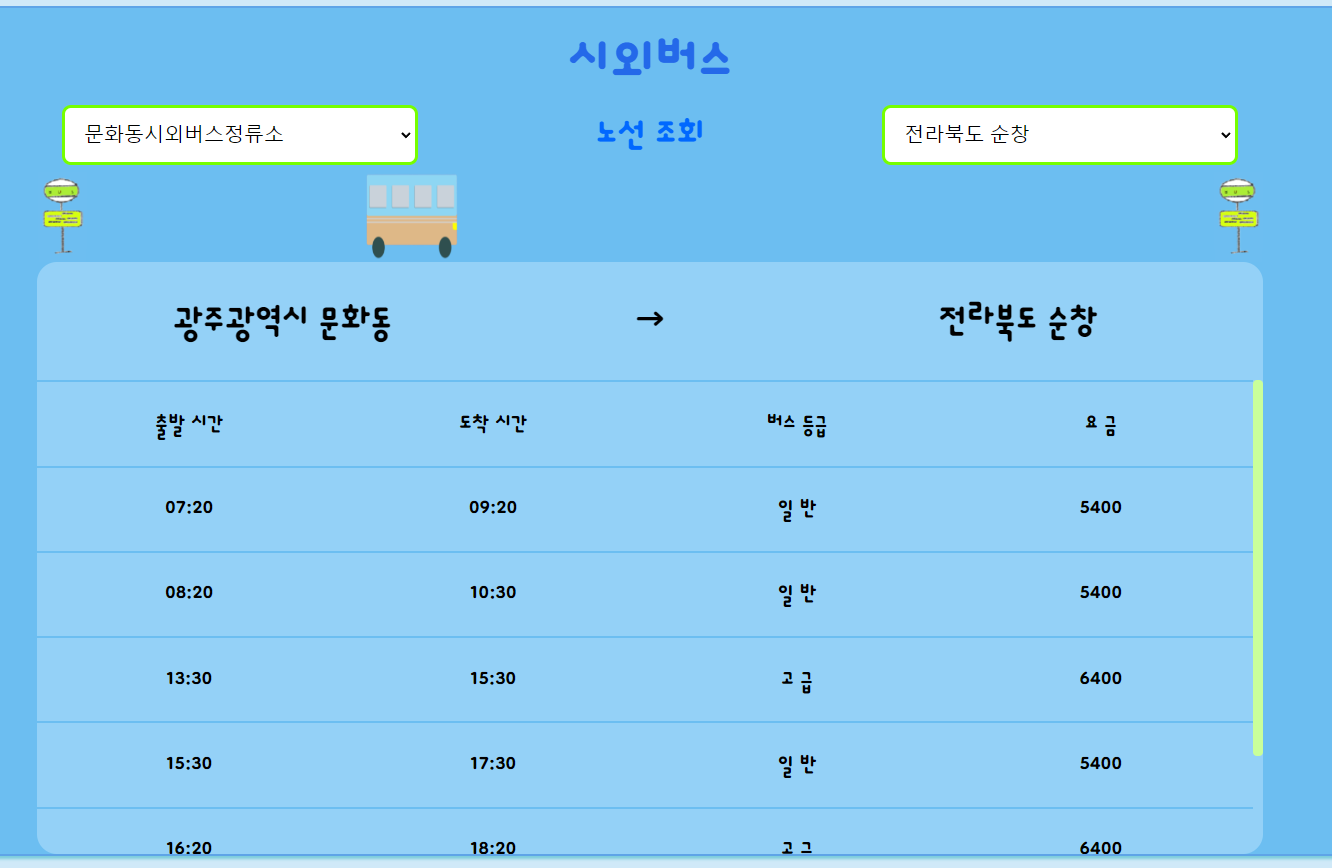 시외버스
문화동시외버스정류소 노선 조회 전라북도 순창
광주광역시 문화동 → 전라북도 순창
출발 시간 도착 시간 버스 등급 요 금
07:20 09:20 일 반 5400
08:20 10:30 일 반 5400
13:30 15:30 고 급 6400
15:30 17:30 일 반 5400
16:20 18:20 고 6400